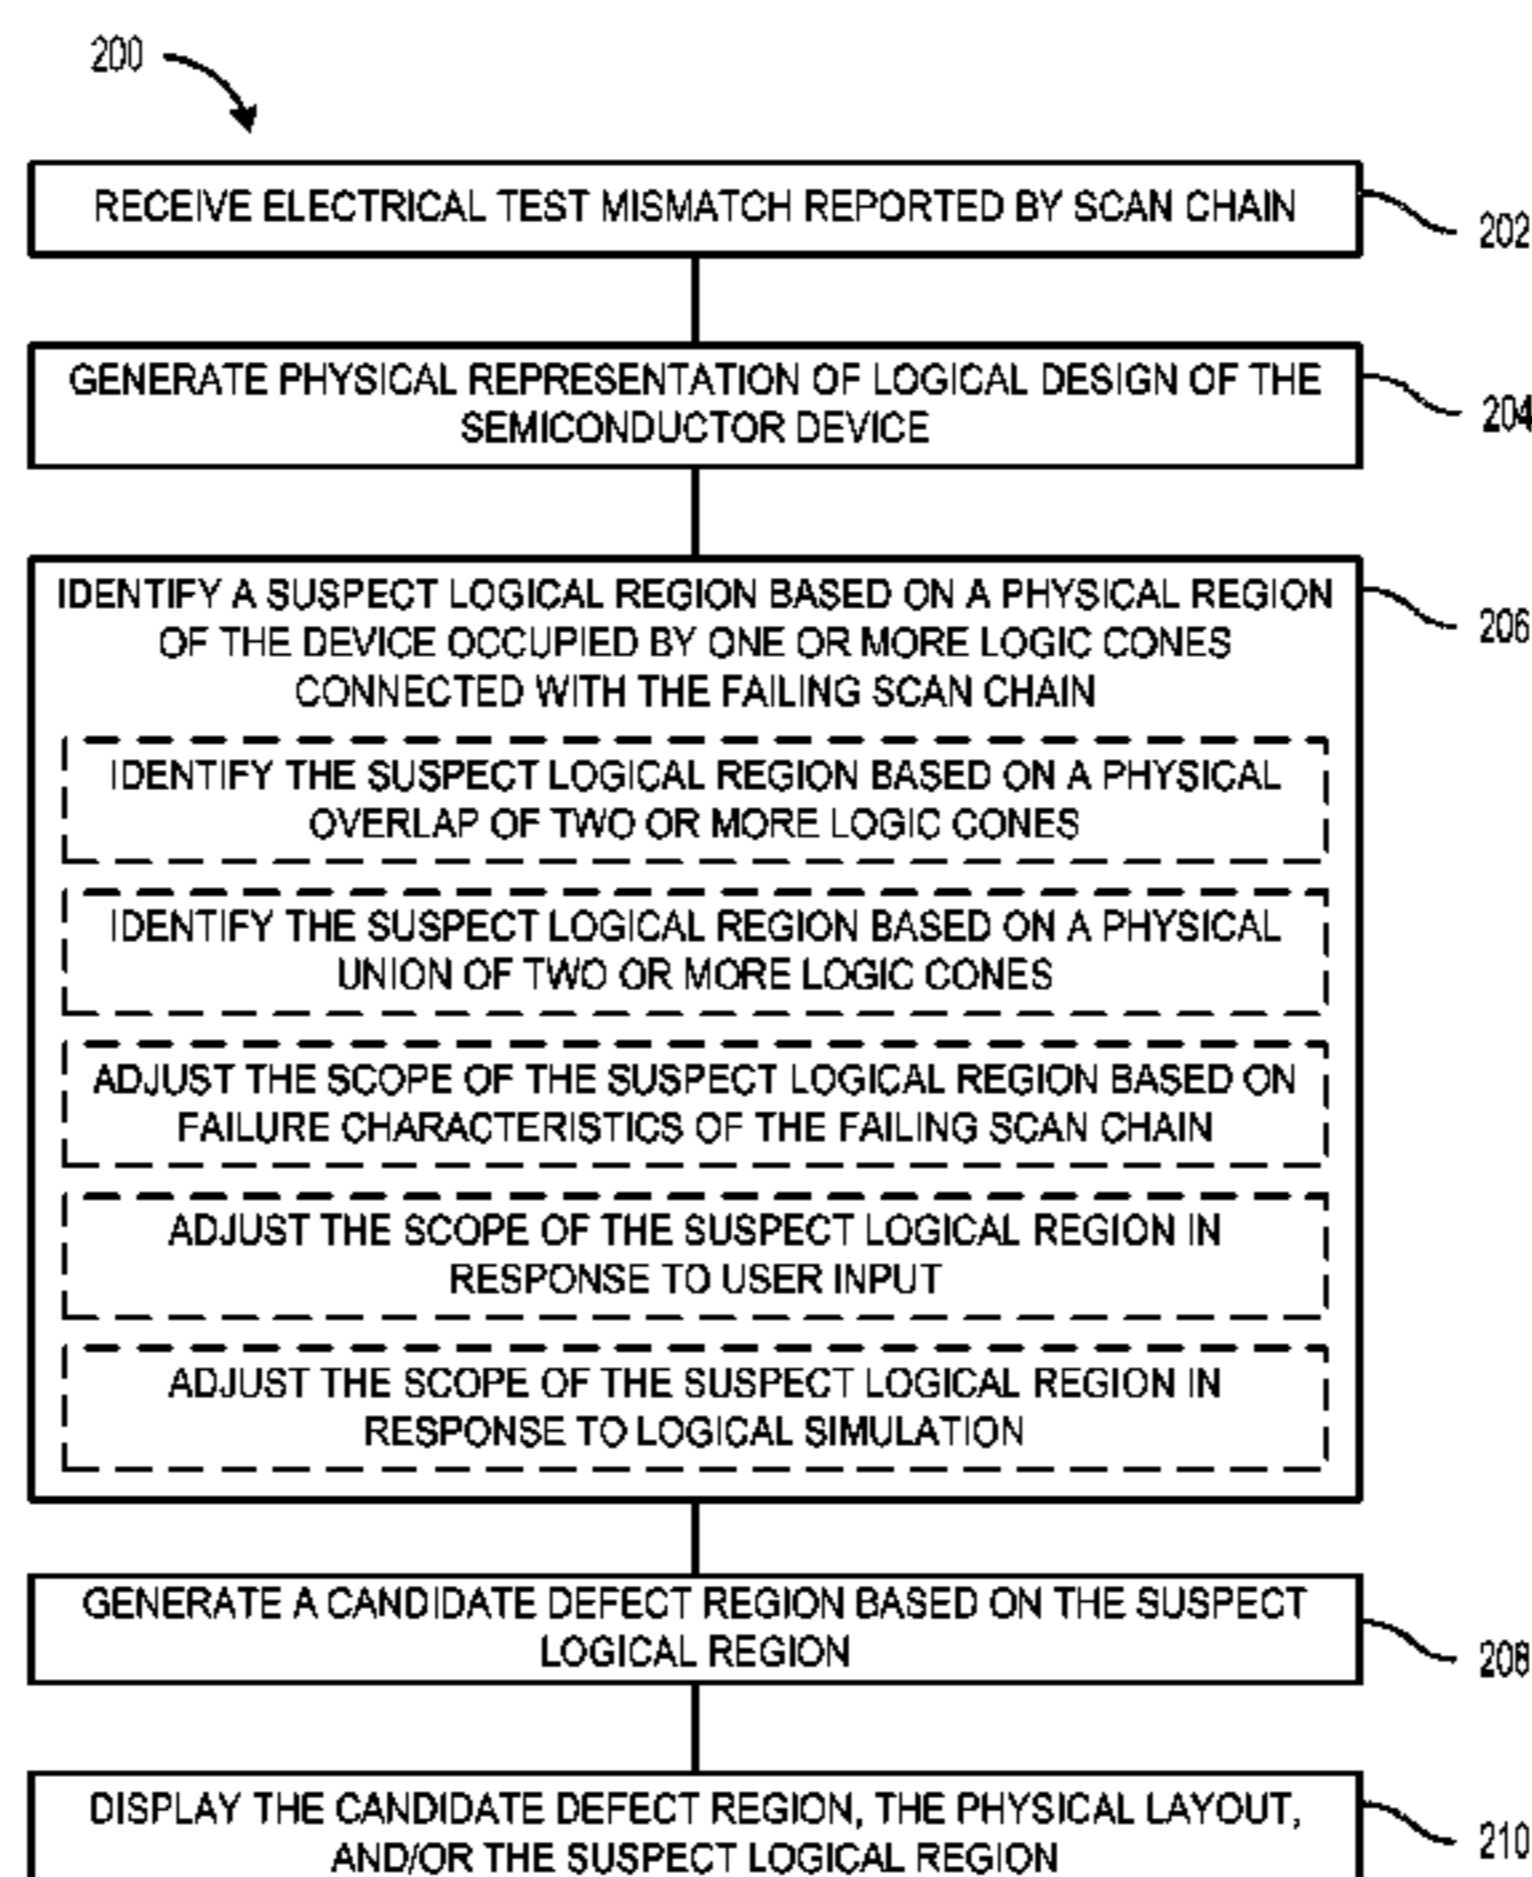 200
RECEIVE ELECTRICAL TEST MISMATCH REPORTED BY SCAN CHAIN
202
GENERATE PHYSICAL REPRESENTATION OF LOGICAL DESIGN OF THE
SEMICONDUCTOR DEVICE
204
IDENTIFY A SUSPECT LOGICAL REGION BASED ON A PHYSICAL REGION
OF THE DEVICE OCCUPIED BY ONE OR MORE LOGIC CONES
CONNECTED WITH THE FAILING SCAN CHAIN
206
IDENTIFY THE SUSPECT LOGICAL REGION BASED ON A PHYSICAL
OVERLAP OF TWO OR MORE LOGIC CONES
IDENTIFY THE SUSPECT LOGICAL REGION BASED ON A PHYSICAL
UNION OF TWO OR MORE LOGIC CONES
ADJUST THE SCOPE OF THE SUSPECT LOGICAL REGION BASED ON
FAILURE CHARACTERISTICS OF THE FAILING SCAN CHAIN
ADJUST THE SCOPE OF THE SUSPECT LOGICAL REGION IN
RESPONSE TO USER INPUT
ADJUST THE SCOPE OF THE SUSPECT LOGICAL REGION IN
RESPONSE TO LOGICAL SIMULATION
GENERATE A CANDIDATE DEFECT REGION BASED ON THE SUSPECT
LOGICAL REGION
208
DISPLAY THE CANDIDATE DEFECT REGION, THE PHYSICAL LAYOUT,
AND/OR THE SUSPECT LOGICAL REGION
210